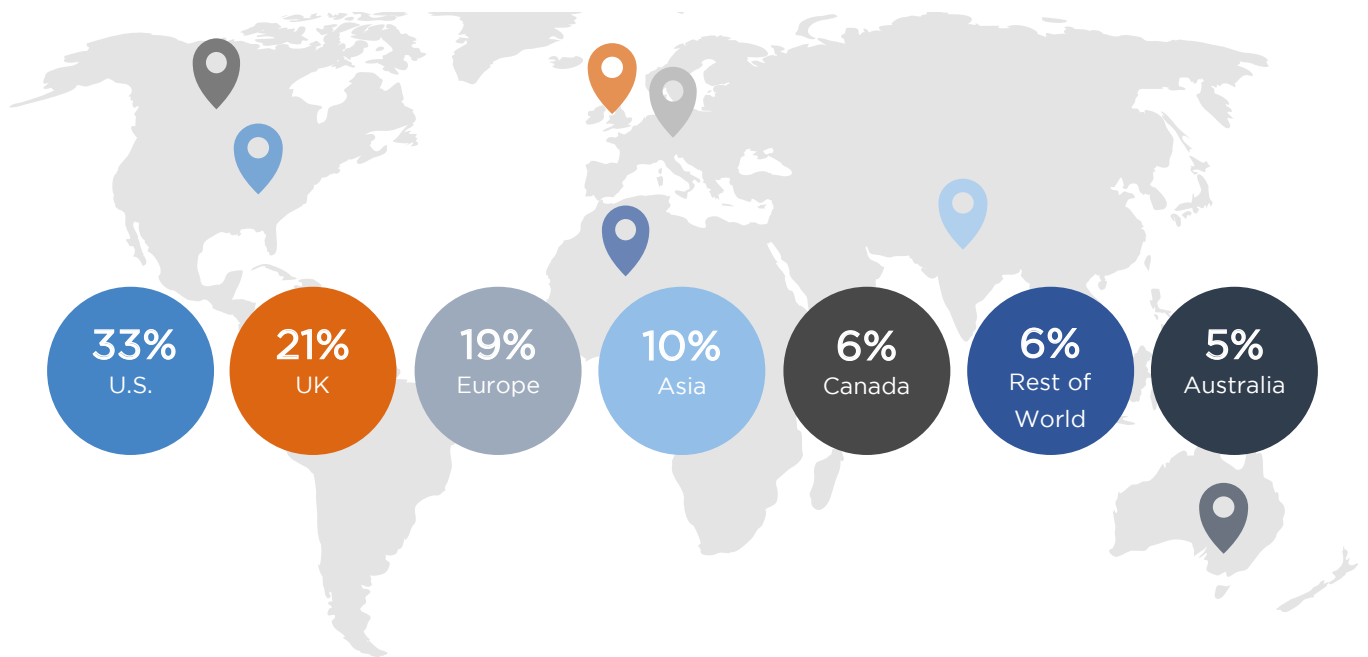 33%
U.S.
21%
UK
19%
Europe
10%
Asia
6%
Canada
6%
Rest of
World
5%
Australia